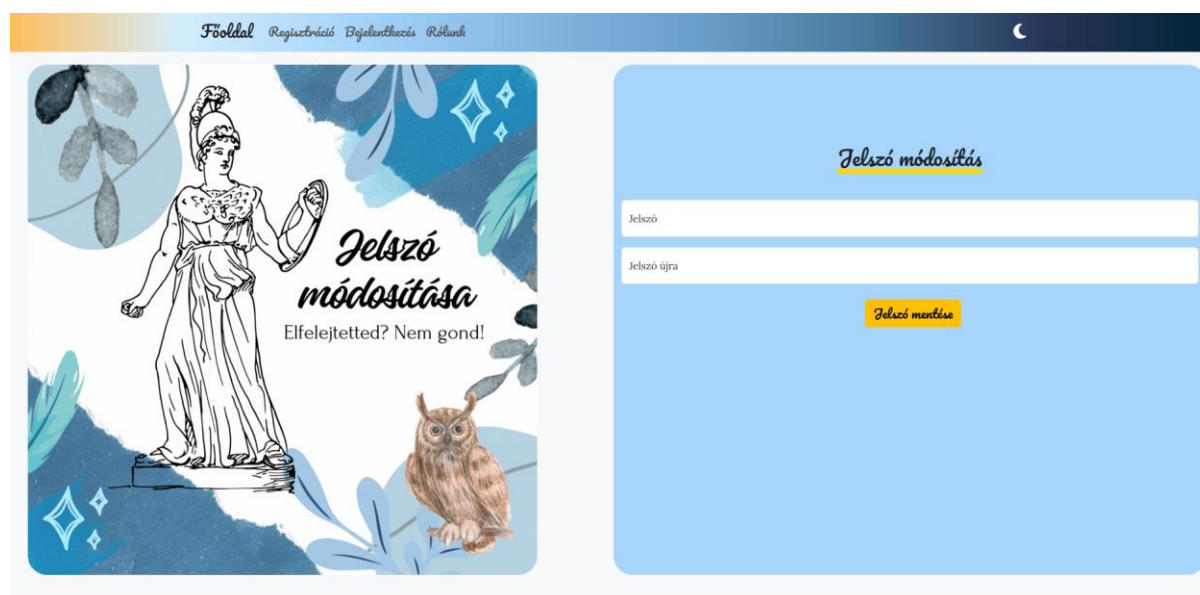 Főoldal Regisztráció Bejelentkezés Rólunk
Jelszó
módosítása
Elfelejtetted? Nem gond!
Jelszó módosítás
Jelszó
Jelszó újra
Jelszó mentése